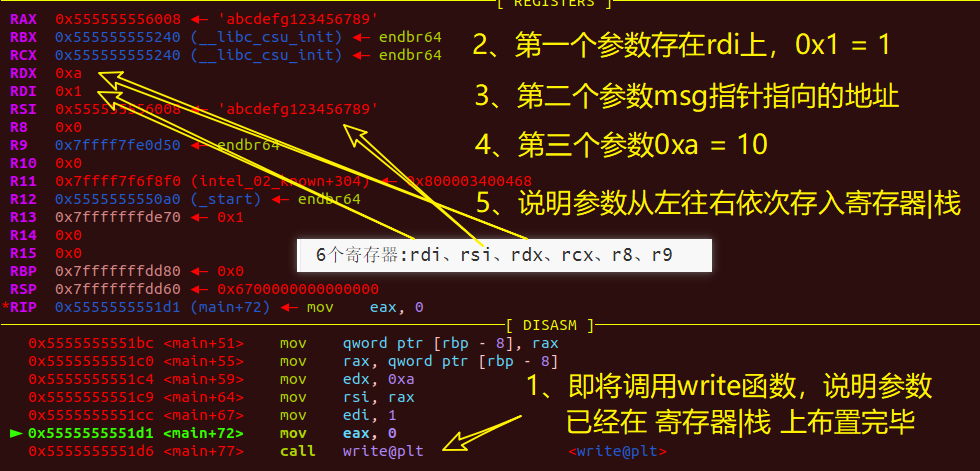 [ REGISTERS ]
RAX 0x555555556008 ◂— 'abcdefg123456789'
RBX 0x555555555240 (__libc_csu_init) ◂— endbr64
RCX 0x555555555240 (__libc_csu_init) ◂— endbr64
RDX 0xa
RDI 0x1
RSI 0x555555556008 ◂— 'abcdefg123456789'
R8 0x0
R9 0x7ffff7fe0d50 ◂— endbr64
R10 0x0
R11 0x7ffff7f6f8f0 (intel_02_known+304) ◂— 0x800003400468
R12 0x5555555550a0 (_start) ◂— endbr64
R13 0x7fffffffde70 ◂— 0x1
R14 0x0
R15 0x0
RBP 0x7fffffffdd80 ◂— 0x0
RSP 0x7fffffffdd60 ◂— 0x6700000000000000
*RIP 0x5555555551d1 (main+72) ◂— mov eax, 0
2、第一个参数存在rdi上，0x1 = 1
3、第二个参数msg指针指向的地址
4、第三个参数0xa = 10
5、说明参数从左往右依次存入寄存器|栈
6个寄存器:rdi、rsi、rdx、rcx、r8、r9
[ DISASM ]
0x5555555551bc <main+51> mov qword ptr [rbp - 8], rax
0x5555555551c0 <main+55> mov rax, qword ptr [rbp - 8]
0x5555555551c4 <main+59> mov edx, 0xa
0x5555555551c9 <main+64> mov rsi, rax
0x5555555551cc <main+67> mov edi, 1
► 0x5555555551d1 <main+72> mov eax, 0
0x5555555551d6 <main+77> call write@plt <write@plt>
1、即将调用write函数，说明参数
已经在 寄存器|栈 上布置完毕